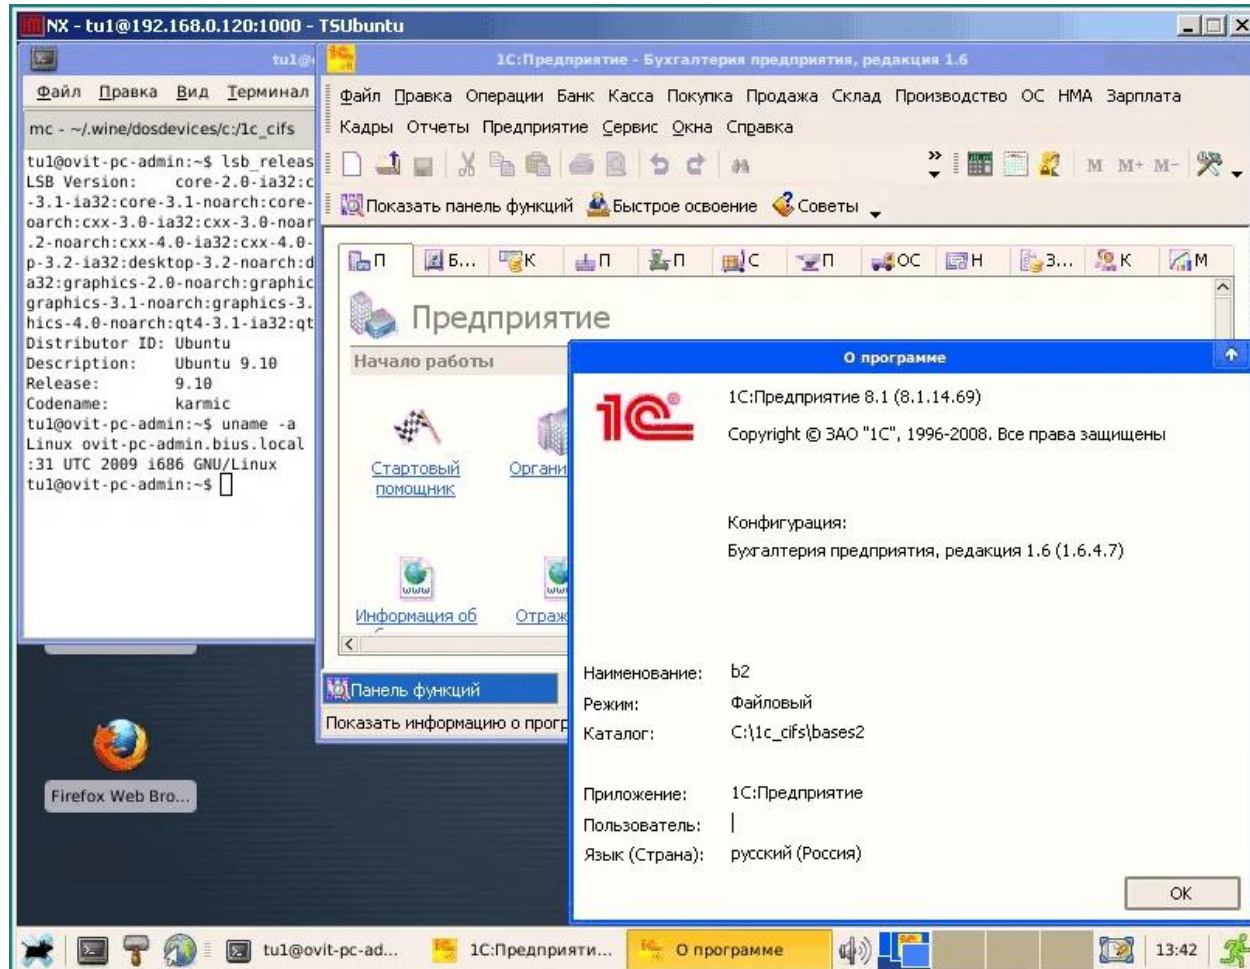 NX - tu1@192.168.0.120:1000 - TSUbuntu
tu1@
Файл Правка Вид Терминал
mc - ~/.wine/dosdevices/c:/1c_cifs
tu1@ovit-pc-admin:~$ lsb_releas
LSB Version: core-2.0-ia32:c
-3.1-ia32:core-3.1-noarch:core-
oarch:cxx-3.0-ia32:cxx-3.0-noar
.2-noarch:cxx-4.0-ia32:cxx-4.0-
p-3.2-ia32:desktop-3.2-noarch:d
a32:graphics-2.0-noarch:graphic
graphics-3.1-noarch:graphics-3.
hics-4.0-noarch:qt4-3.1-ia32:qt
Distributor ID: Ubuntu
Description: Ubuntu 9.10
Release: 9.10
Codename: karmic
tu1@ovit-pc-admin:~$ uname -a
Linux ovit-pc-admin.bius.local
:31 UTC 2009 i686 GNU/Linux
tu1@ovit-pc-admin:~$
Firefox Web Bro...
1С:Предприятие - Бухгалтерия предприятия, редакция 1.6
Файл Правка Операции Банк Касса Покупка Продажа Склад Производство ОС НМА Зарплата
Кадры Отчеты Предприятие Сервис Окна Справка
M M+ M-
Показать панель функций Быстрое освоение Советы
П Б... К П П С П ОС Н З... К М
Предприятие
Начало работы
Стартовый помощник
Органи
Информация об
Отраж
Панель функций
Показать информацию о прогр
О программе
1С
1С:Предприятие 8.1 (8.1.14.69)
Copyright © ЗАО "1С", 1996-2008. Все права защищены
Конфигурация:
Бухгалтерия предприятия, редакция 1.6 (1.6.4.7)
Наименование: b2
Режим: Файловый
Каталог: C:\1c_cifs\bases2
Приложение: 1С:Предприятие
Пользователь:
Язык (Страна): русский (Россия)
OK
tu1@ovit-pc-ad... 1С:Предприяти... О программе 13:42